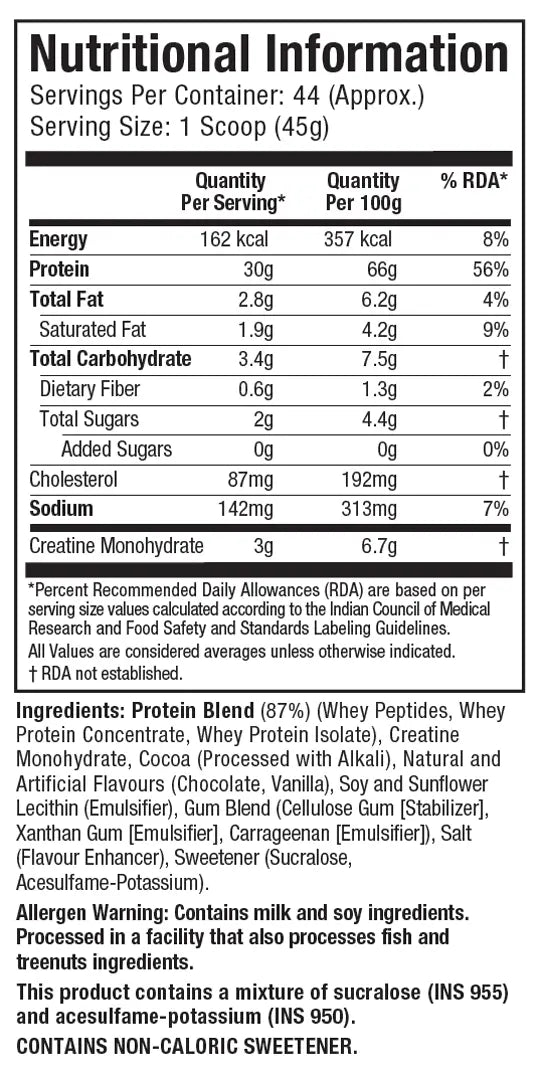 Nutritional Information
Servings Per Container: 44 (Approx.)
Serving Size: 1 Scoop (45g)
Quantity Per Serving* Quantity Per 100g % RDA*
Energy 162 kcal 357 kcal 8%
Protein 30g 66g 56%
Total Fat 2.8g 6.2g 4%
Saturated Fat 1.9g 4.2g 9%
Total Carbohydrate 3.4g 7.5g †
Dietary Fiber 0.6g 1.3g 2%
Total Sugars 2g 4.4g †
Added Sugars 0g 0g 0%
Cholesterol 87mg 192mg †
Sodium 142mg 313mg 7%
Creatine Monohydrate 3g 6.7g †
*Percent Recommended Daily Allowances (RDA) are based on per
serving size values calculated according to the Indian Council of Medical
Research and Food Safety and Standards Labeling Guidelines.
All Values are considered averages unless otherwise indicated.
† RDA not established.
Ingredients: Protein Blend (87%) (Whey Peptides, Whey
Protein Concentrate, Whey Protein Isolate), Creatine
Monohydrate, Cocoa (Processed with Alkali), Natural and
Artificial Flavours (Chocolate, Vanilla), Soy and Sunflower
Lecithin (Emulsifier), Gum Blend (Cellulose Gum [Stabilizer],
Xanthan Gum [Emulsifier], Carrageenan [Emulsifier]), Salt
(Flavour Enhancer), Sweetener (Sucralose,
Acesulfame-Potassium).
Allergen Warning: Contains milk and soy ingredients.
Processed in a facility that also processes fish and
treenuts ingredients.
This product contains a mixture of sucralose (INS 955)
and acesulfame-potassium (INS 950).
CONTAINS NON-CALORIC SWEETENER.